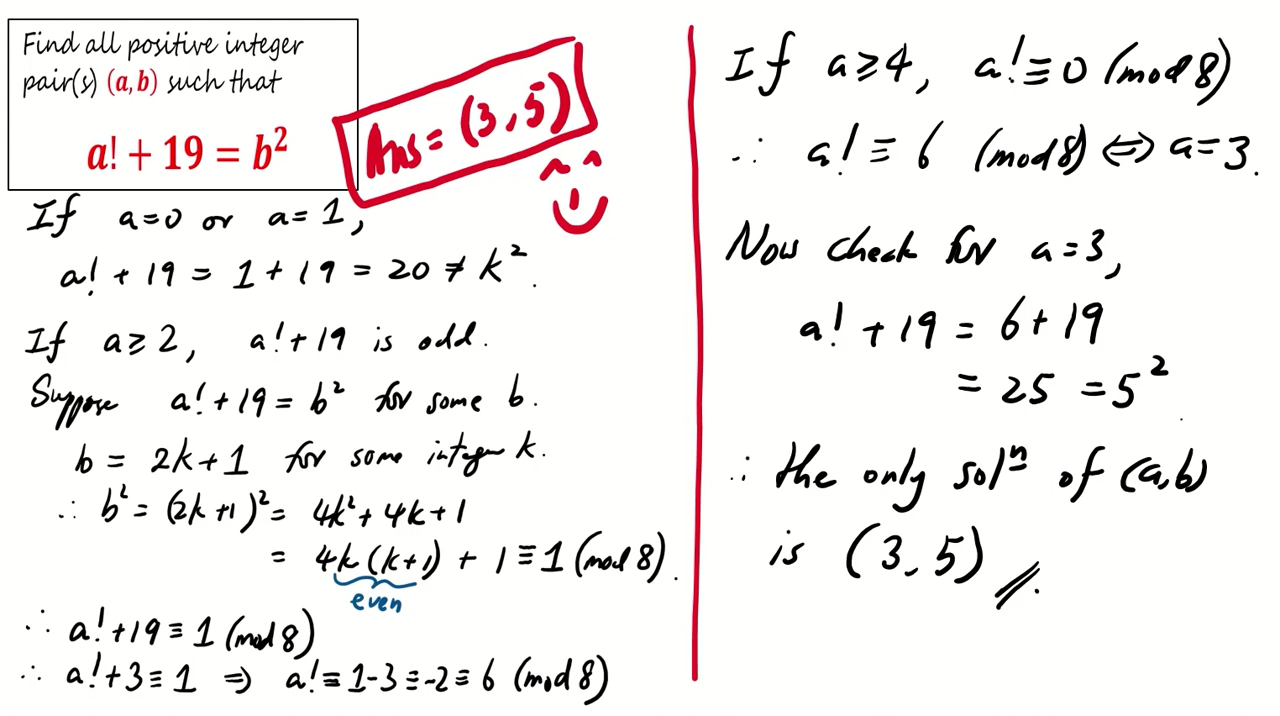 Find all positive integer
pair(s) (a, b) such that
a! + 19 = b²
Ans = (3, 5)
If a=0 or a=1,
a! + 19 = 1 + 19 = 20 ≠ k².
If a≥2, a!+19 is odd.
Suppose a!+19 = b² for some b.
b = 2k+1 for some integer k.
∴ b² = (2k+1)² = 4k² + 4k + 1
= 4k(k+1) + 1 ≡ 1 (mod 8).
even
∴ a!+19 ≡ 1 (mod 8)
∴ a!+3 ≡ 1 ⇒ a! ≡ 1-3 ≡ -2 ≡ 6 (mod 8)
If a≥4, a! ≡ 0 (mod 8)
∴ a! ≡ 6 (mod 8) ⇔ a=3.
Now check for a=3,
a! + 19 = 6+19
= 25 = 5².
∴ the only solⁿ of (a,b)
is (3, 5) //.